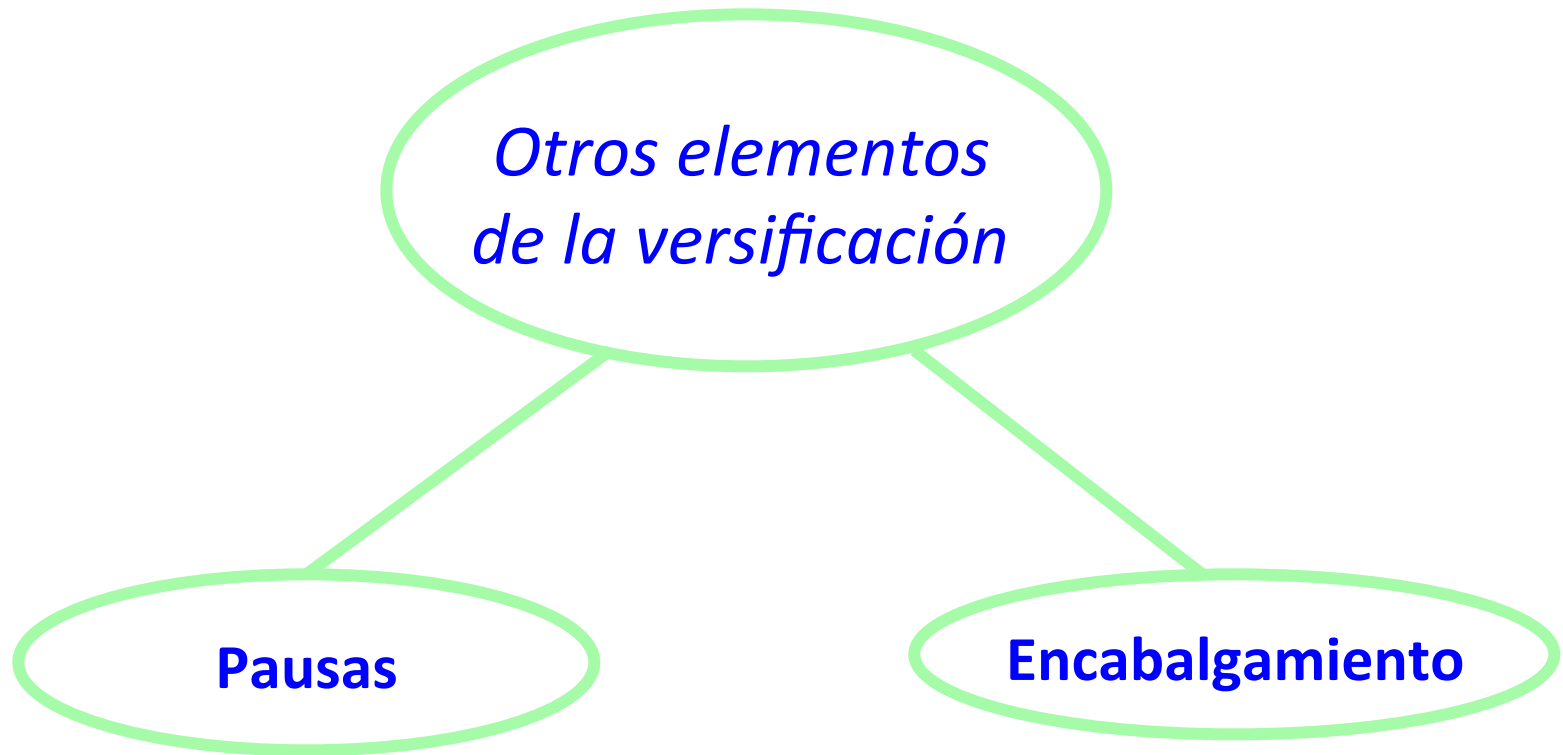 Otros elementos
de la versificación
Pausas
Encabalgamiento